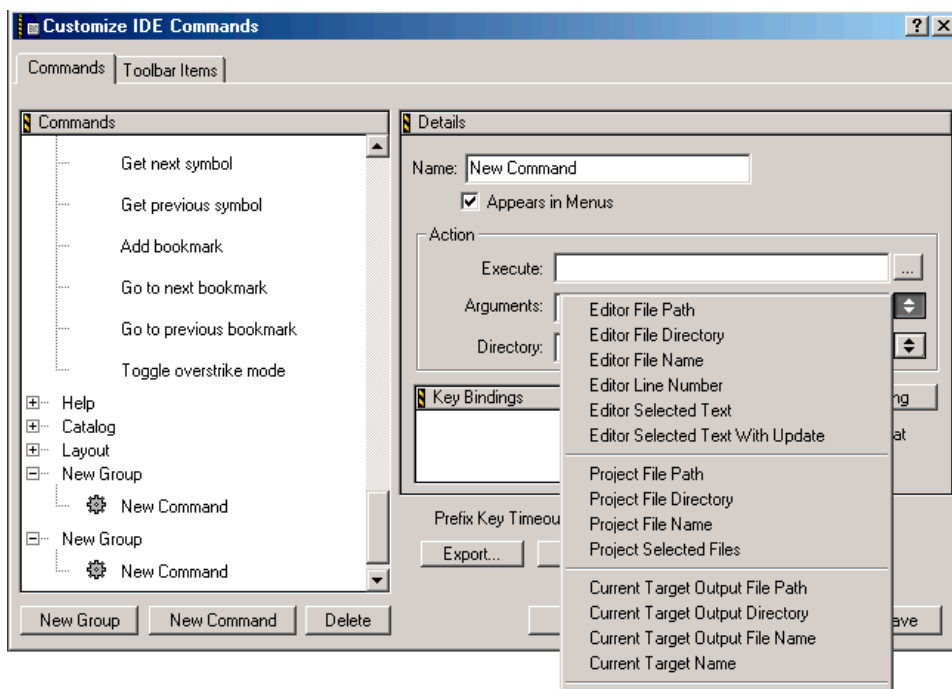 Customize IDE Commands
Commands
Toolbar Items
Commands
Get next symbol
Get previous symbol
Add bookmark
Go to next bookmark
Go to previous bookmark
Toggle overstrike mode
Help
Catalog
Layout
New Group
New Command
New Group
New Command
New Group
New Command
Delete
Details
Name: New Command
Appears in Menus
Action
Execute:
...
Arguments:
Directory:
Key Bindings
ng
at
Prefix Key Timeou
Export...
ave
Editor File Path
Editor File Directory
Editor File Name
Editor Line Number
Editor Selected Text
Editor Selected Text With Update
Project File Path
Project File Directory
Project File Name
Project Selected Files
Current Target Output File Path
Current Target Output Directory
Current Target Output File Name
Current Target Name